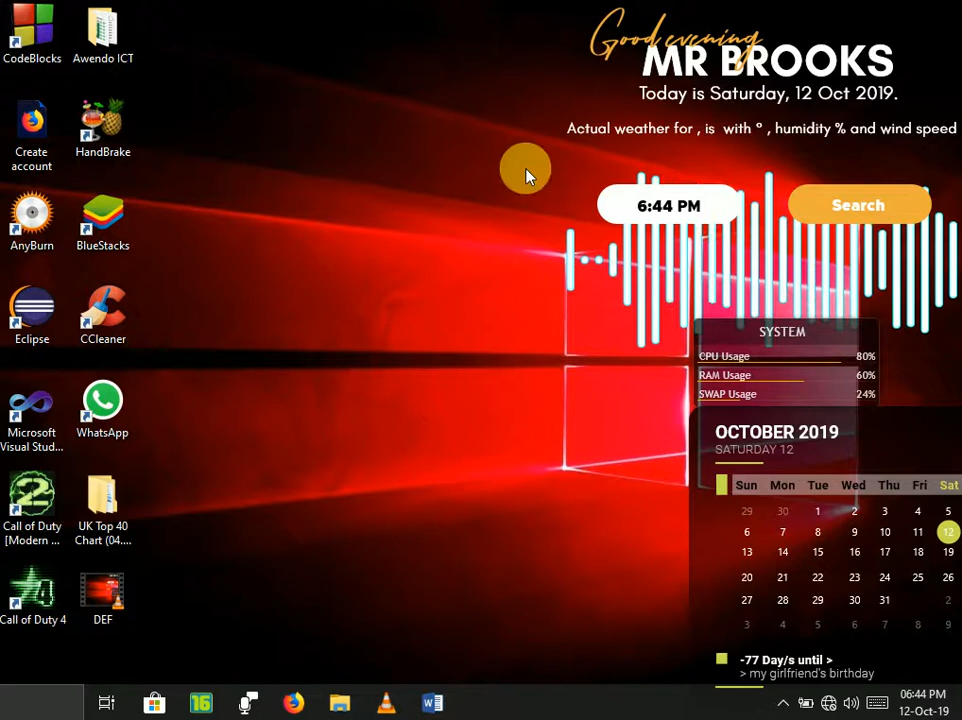 CodeBlocks
Awendo ICT
Create
account
HandBrake
AnyBurn
BlueStacks
Eclipse
CCleaner
Microsoft
Visual Stud...
WhatsApp
Call of Duty
[Modern ...
UK Top 40
Chart (04....
Call of Duty 4
DEF
Good evening
MR BROOKS
Today is Saturday, 12 Oct 2019.
Actual weather for , is with ° , humidity % and wind speed
6:44 PM
Search
SYSTEM
CPU Usage 80%
RAM Usage 60%
SWAP Usage 24%
OCTOBER 2019
SATURDAY 12
Sun Mon Tue Wed Thu Fri Sat
29 30 1 2 3 4 5
6 7 8 9 10 11 12
13 14 15 16 17 18 19
20 21 22 23 24 25 26
27 28 29 30 31 2
3 4 5 6 7 8 9
-77 Day/s until >
> my girlfriend's birthday
16
06:44 PM
12-Oct-19